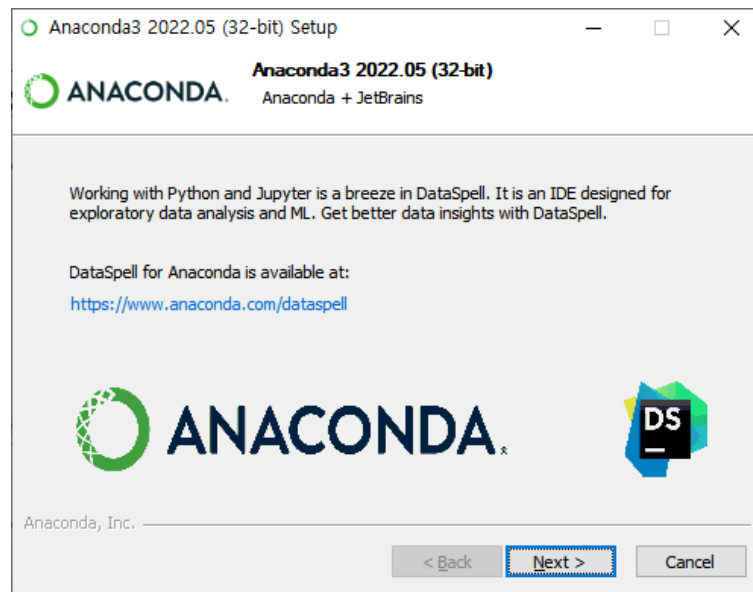 Anaconda3 2022.05 (32-bit) Setup
Anaconda3 2022.05 (32-bit)
ANACONDA.
Anaconda + JetBrains
Working with Python and Jupyter is a breeze in DataSpell. It is an IDE designed for
exploratory data analysis and ML. Get better data insights with DataSpell.
DataSpell for Anaconda is available at:
https://www.anaconda.com/dataspell
ANACONDA.
DS
Anaconda, Inc.
< Back
Next >
Cancel